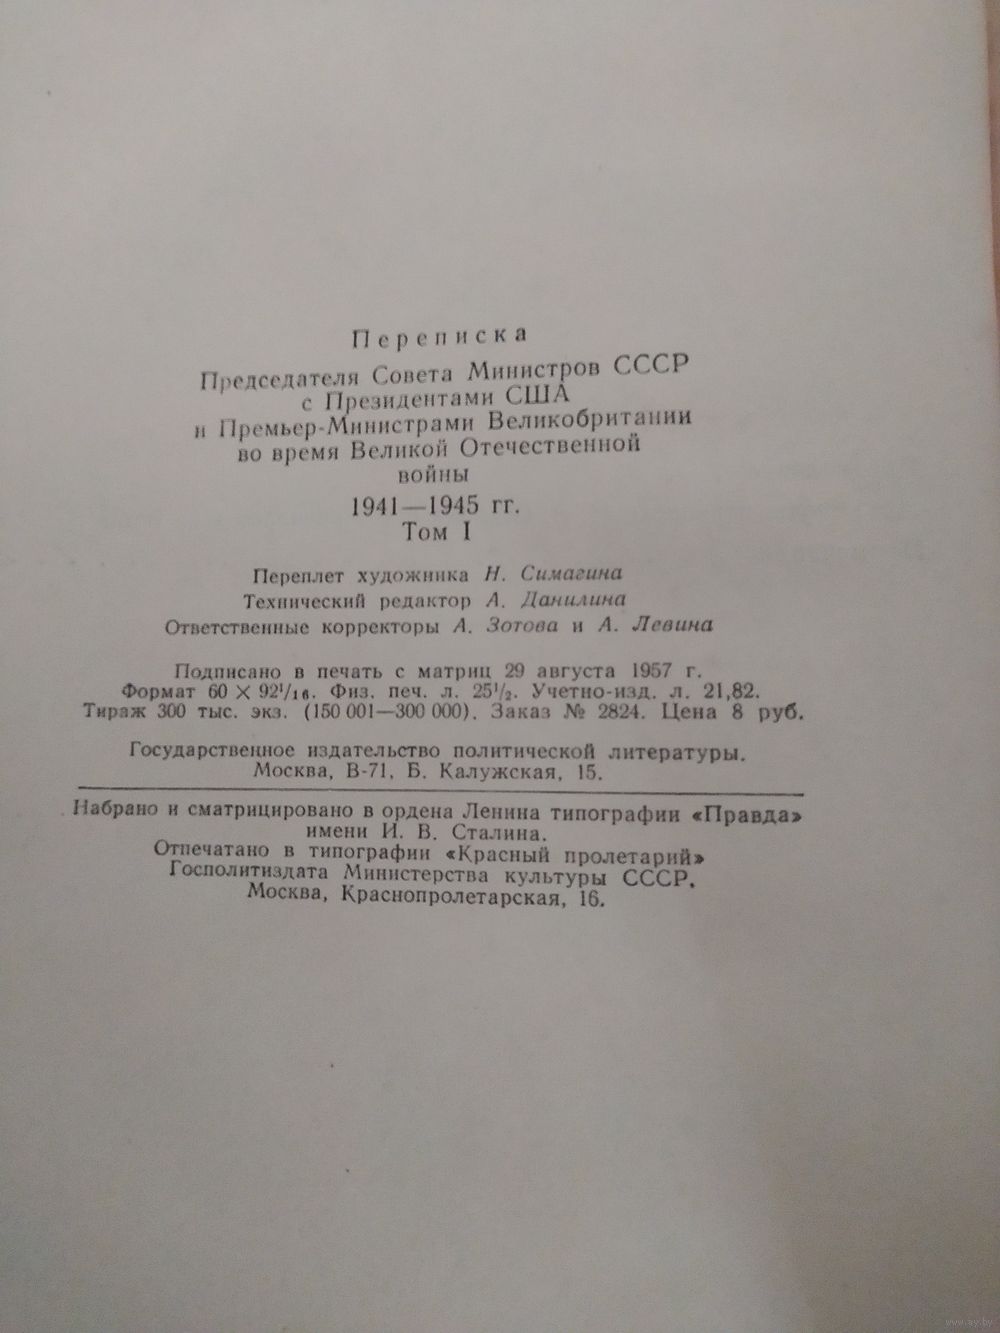 Переписка
Председателя Совета Министров СССР
с Президентами США
и Премьер-Министрами Великобритании
во время Великой Отечественной
войны
1941—1945 гг.
Том I
Переплет художника Н. Симагина
Технический редактор А. Данилина
Ответственные корректоры А. Зотова и А. Левина
Подписано в печать с матриц 29 августа 1957 г.
Формат 60 × 92¹/₁₆. Физ. печ. л. 25¹/₂. Учетно-изд. л. 21,82.
Тираж 300 тыс. экз. (150 001—300 000). Заказ № 2824. Цена 8 руб.
Государственное издательство политической литературы.
Москва, В-71, Б. Калужская, 15.
Набрано и сматрицировано в ордена Ленина типографии «Правда»
имени И. В. Сталина.
Отпечатано в типографии «Красный пролетарий»
Госполитиздата Министерства культуры СССР.
Москва, Краснопролетарская, 16.
www.ay.by